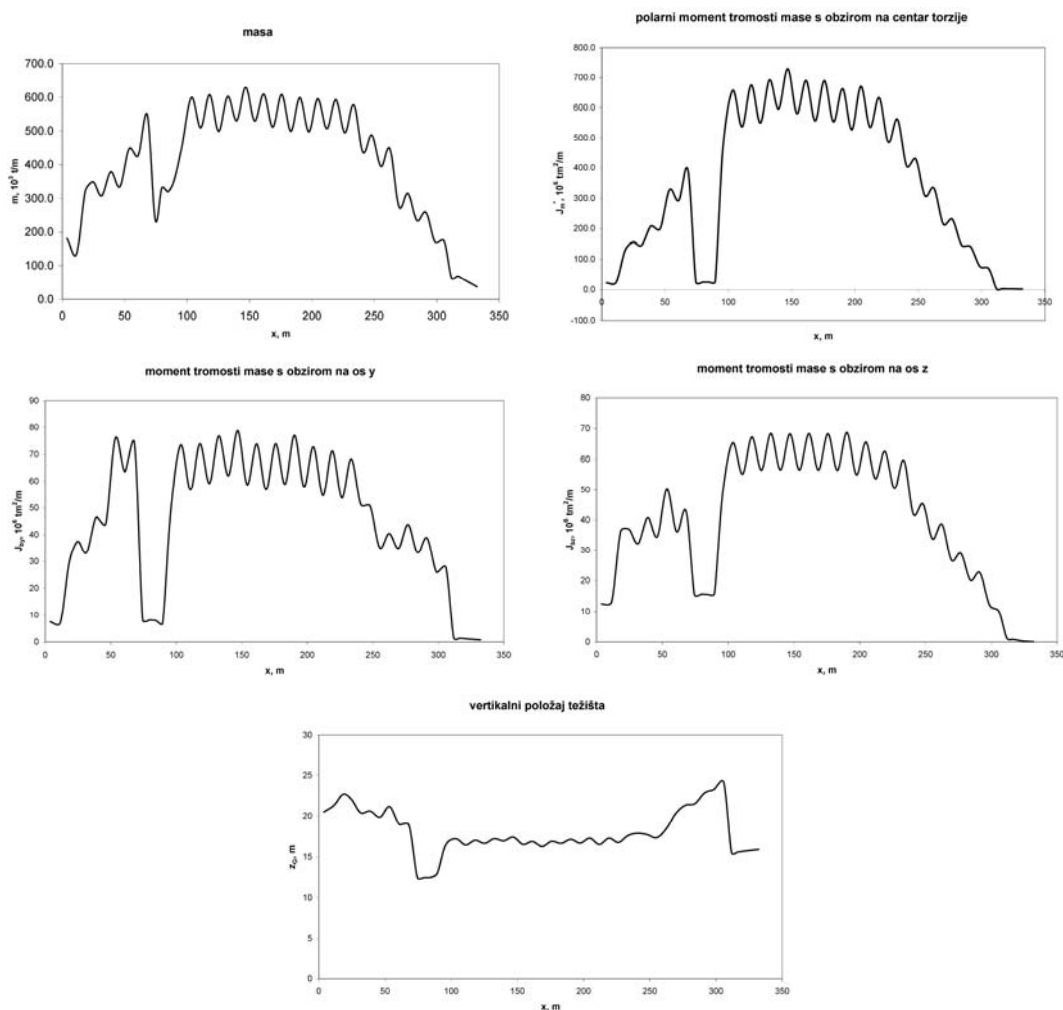 masa
700.0
600.0
500.0
400.0
300.0
200.0
100.0
0.0
m, 10³ t/m
0 50 100 150 200 250 300 350
x, m
polarni moment tromosti mase s obzirom na centar torzije
800.0
700.0
600.0
500.0
400.0
300.0
200.0
100.0
0.0
-100.0
0 50 100 150 200 250 300 350
x, m
moment tromosti mase s obzirom na os y
90
80
70
60
50
40
30
20
10
0
0 50 100 150 200 250 300 350
x, m
moment tromosti mase s obzirom na os z
80
70
60
50
40
30
20
10
0
0 50 100 150 200 250 300 350
x, m
vertikalni položaj težišta
30
25
20
15
10
5
0
z_G, m
0 50 100 150 200 250 300 350
x, m